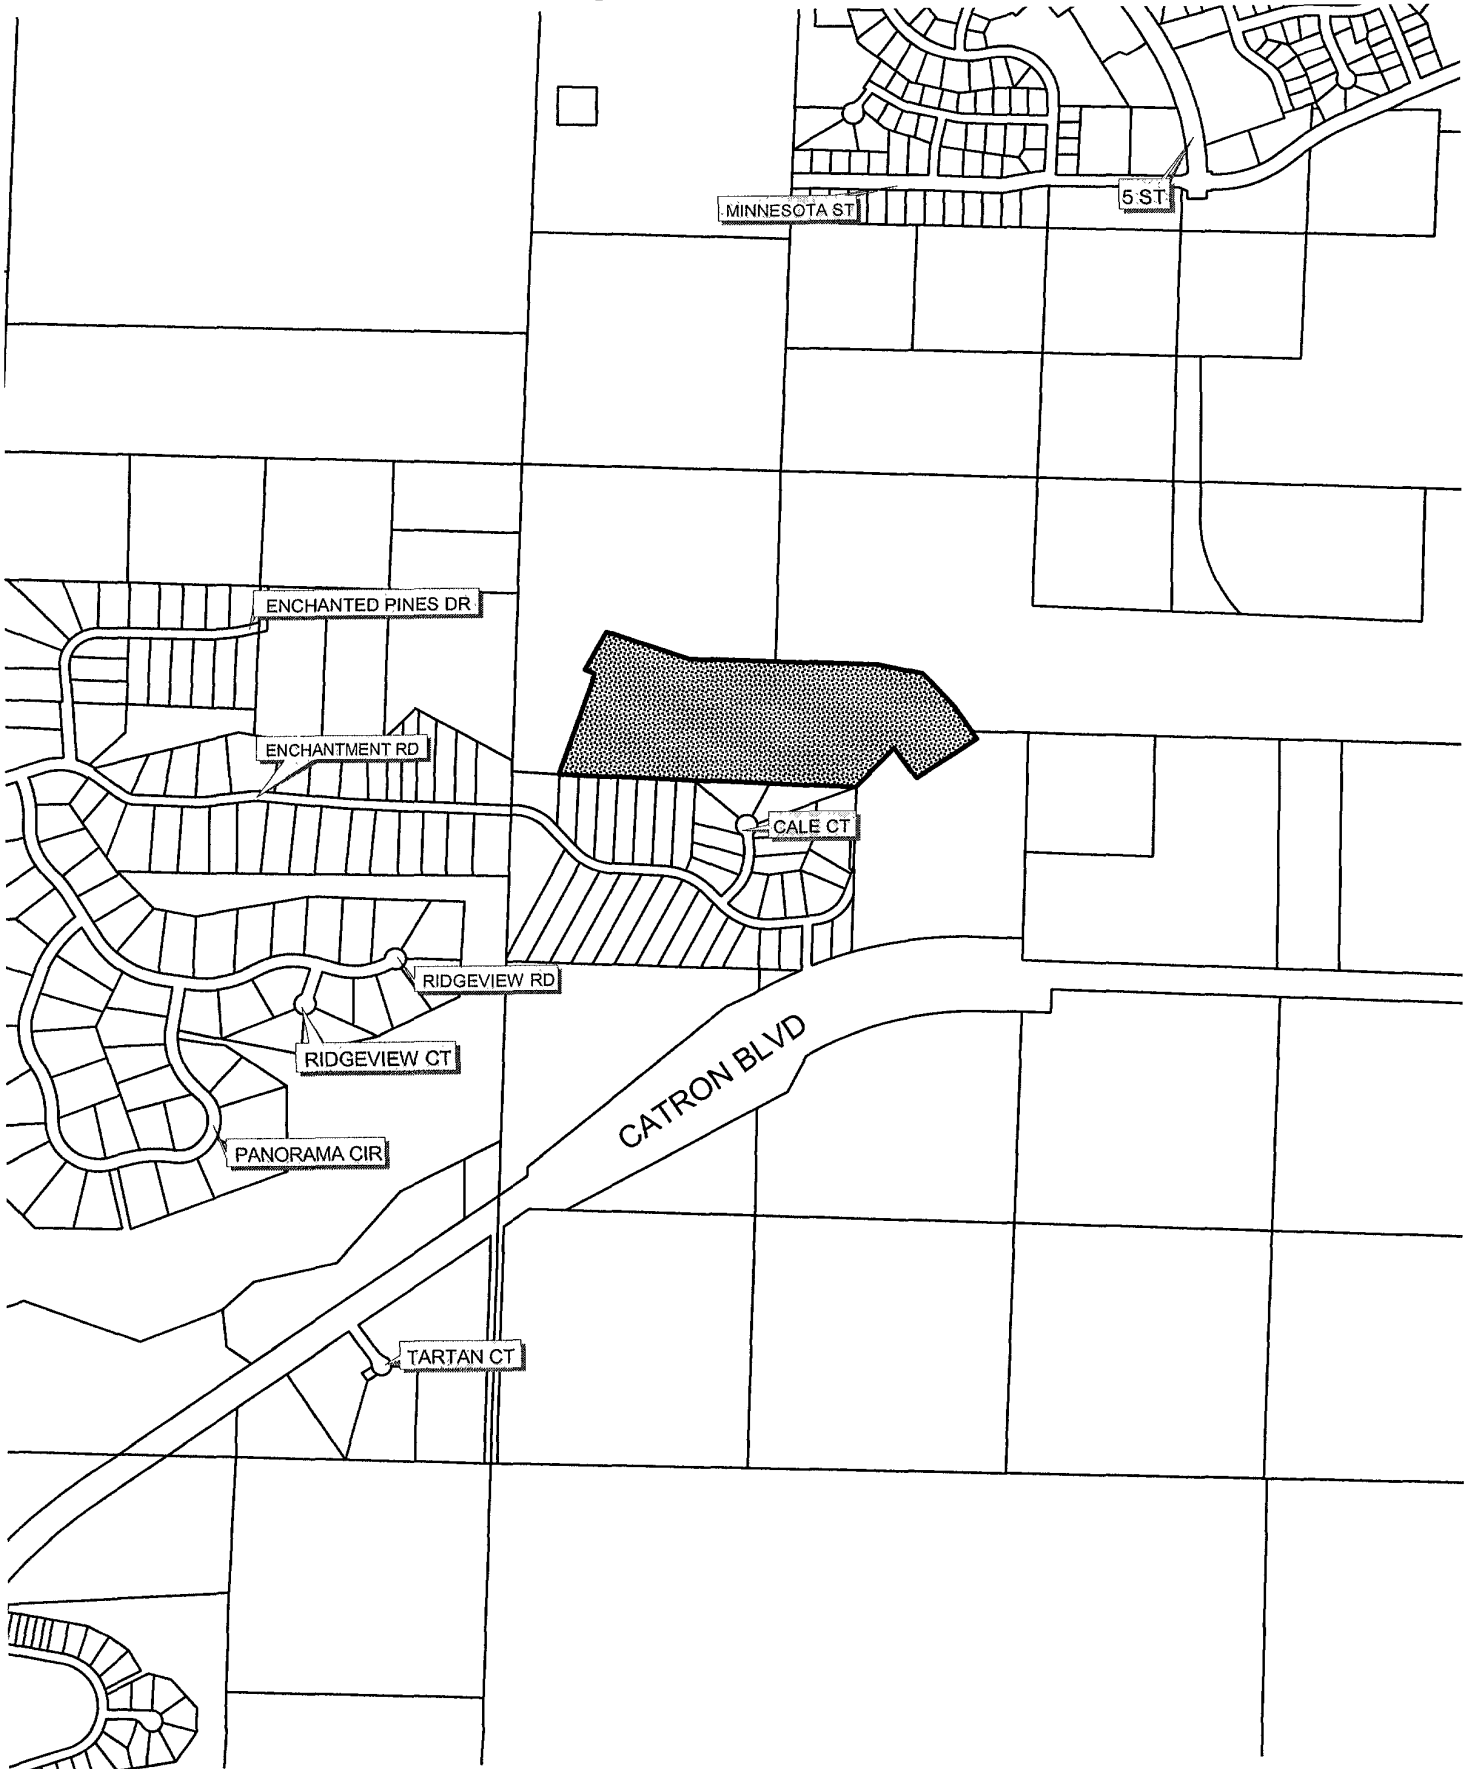 MINNESOTA ST
5 ST
ENCHANTED PINES DR
ENCHANTMENT RD
CALE CT
RIDGEVIEW RD
RIDGEVIEW CT
CATRON BLVD
PANORAMA CIR
TARTAN CT